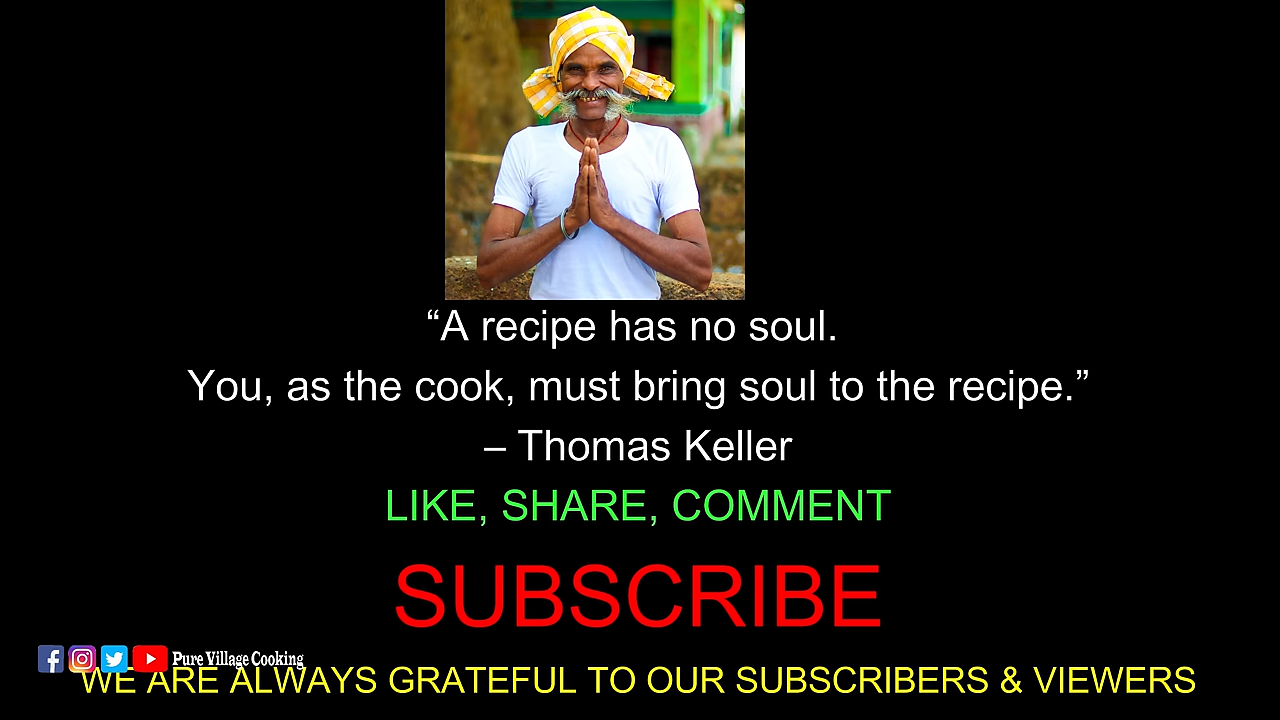 “A recipe has no soul.
You, as the cook, must bring soul to the recipe.”
– Thomas Keller
LIKE, SHARE, COMMENT
SUBSCRIBE
Pure Village Cooking
WE ARE ALWAYS GRATEFUL TO OUR SUBSCRIBERS & VIEWERS